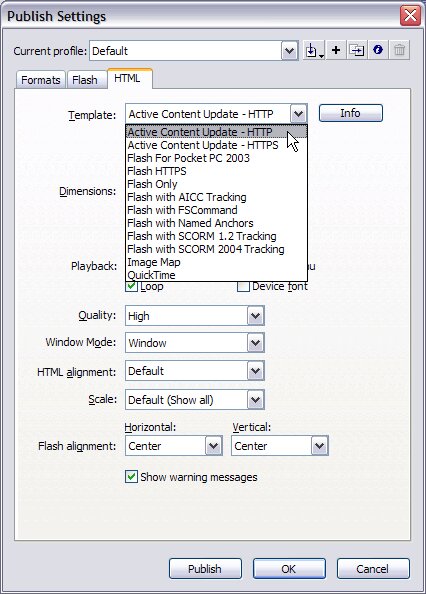 Publish Settings
Current profile: Default
Formats Flash HTML
Template: Active Content Update - HTTP Info
Active Content Update - HTTP
Active Content Update - HTTPS
Flash For Pocket PC 2003
Flash HTTPS
Flash Only
Dimensions: Flash with AICC Tracking
Flash with FSCommand
Flash with Named Anchors
Flash with SCORM 1.2 Tracking
Flash with SCORM 2004 Tracking
Playback: Image Map nu
QuickTime
Loop Device font
Quality: High
Window Mode: Window
HTML alignment: Default
Scale: Default (Show all)
Horizontal: Vertical:
Flash alignment: Center Center
Show warning messages
Publish OK Cancel